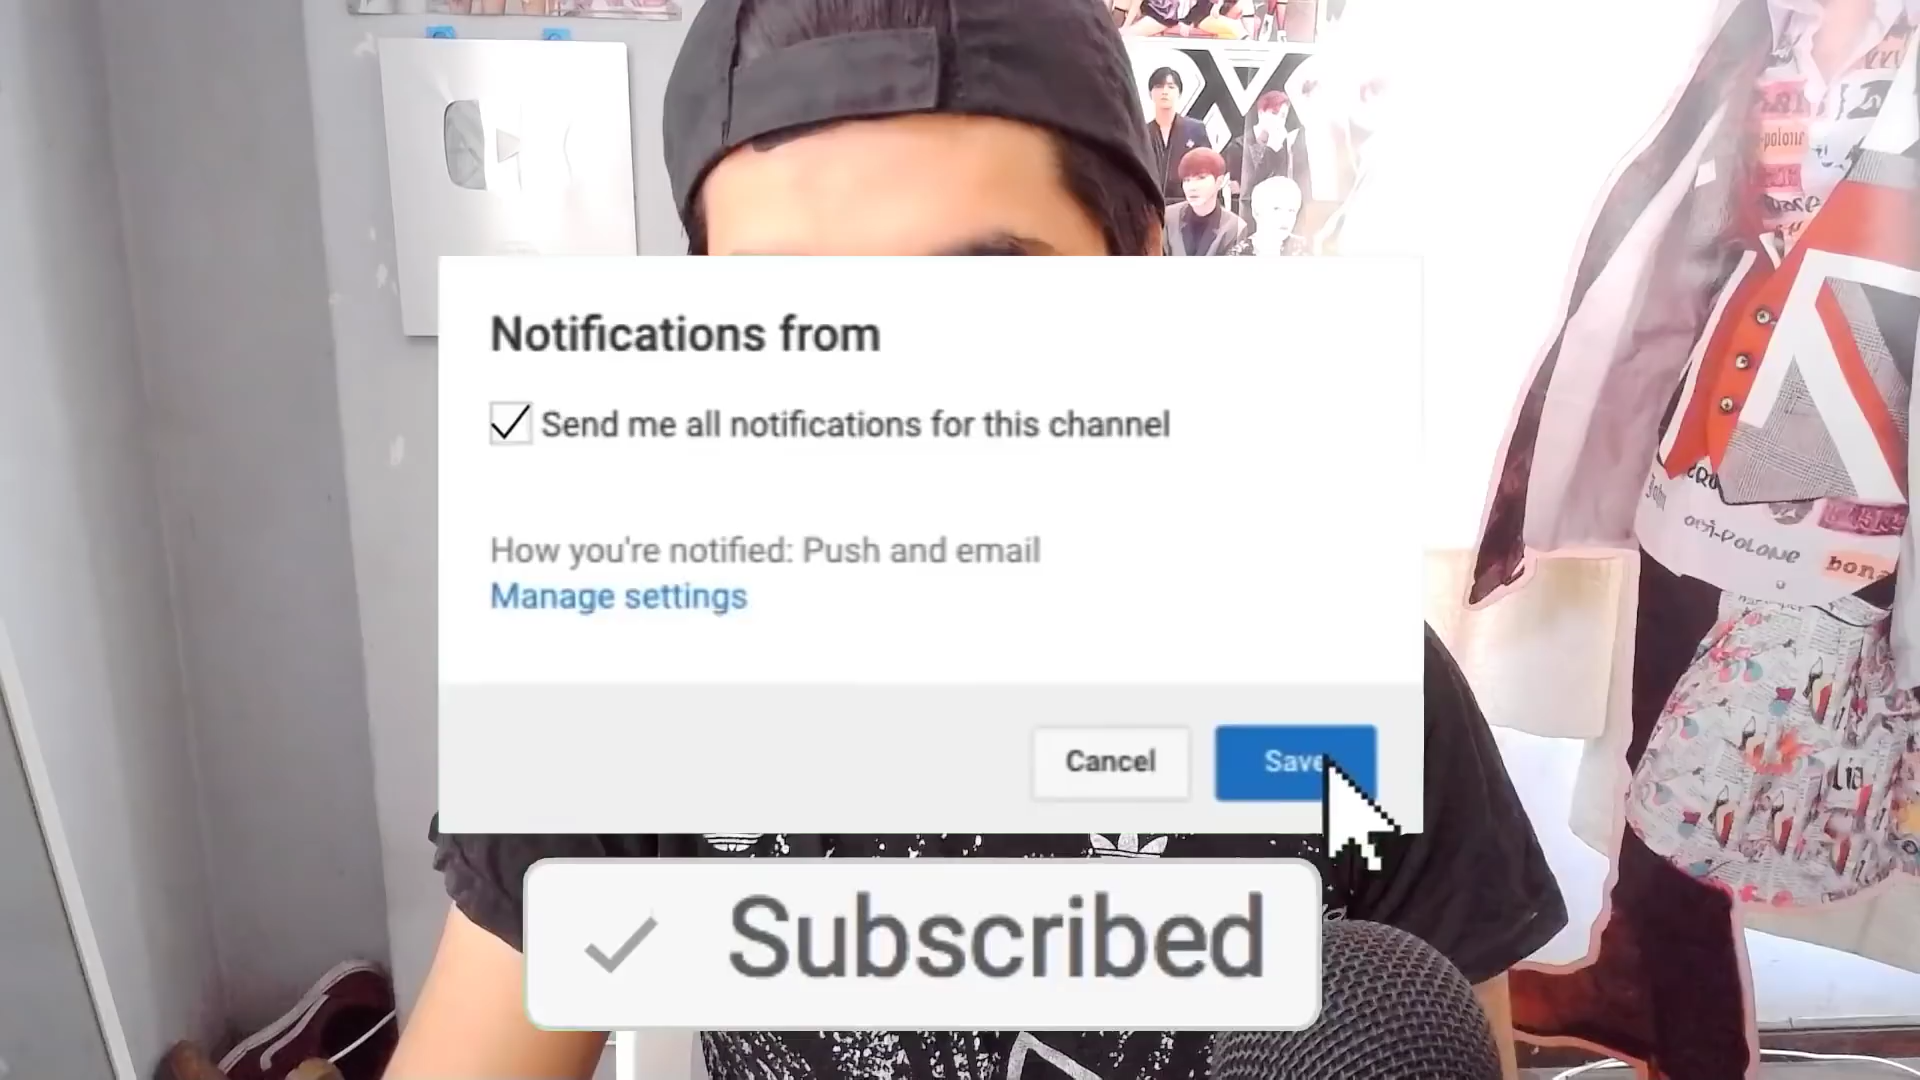 Notifications from
Send me all notifications for this channel
How you're notified: Push and email
Manage settings
Cancel
Save
Subscribed